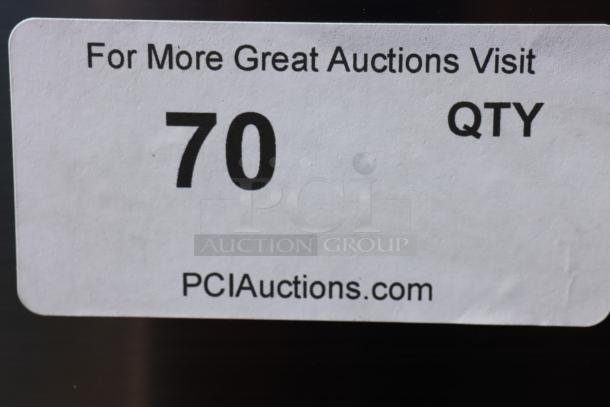 For More Great Auctions Visit
70 QTY
PCI
AUCTION GROUP
PCIAuctions.com